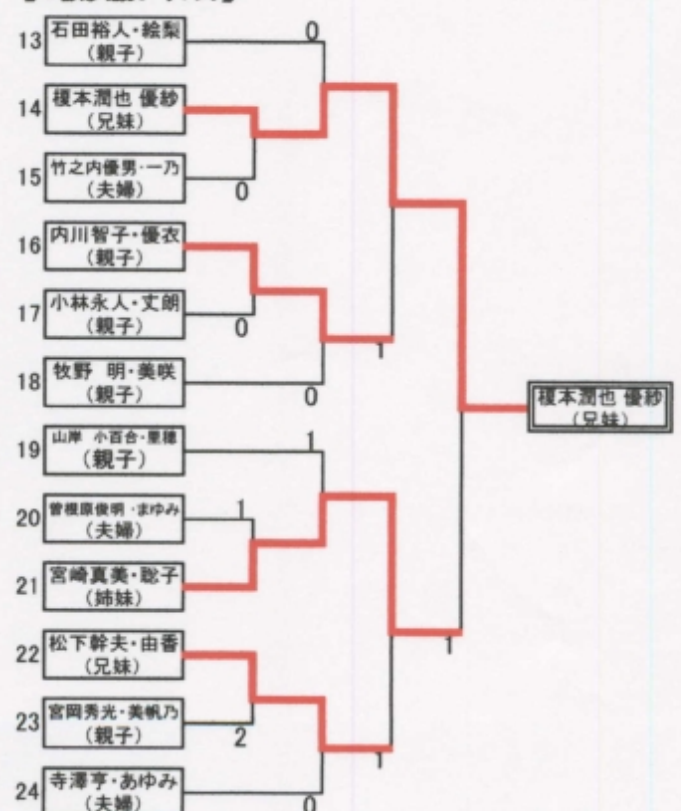 13 石田裕人・絵梨 0
(親子)
14 榎本潤也 優紗
(兄妹)
15 竹之内優男・一乃
(夫婦) 0
16 内川智子・優衣
(親子)
17 小林永人・丈朗
(親子) 0
1
18 牧野 明・美咲
(親子) 0
榎本潤也 優紗
(兄妹)
19 山岸 小百合・里穂 1
(親子)
20 曽根原俊明・まゆみ 1
(夫婦)
21 宮崎真美・聡子
(姉妹)
22 松下幹夫・由香
(兄妹)
1
23 宮岡秀光・美帆乃
(親子) 2
1
24 寺澤亨・あゆみ
(夫婦) 0